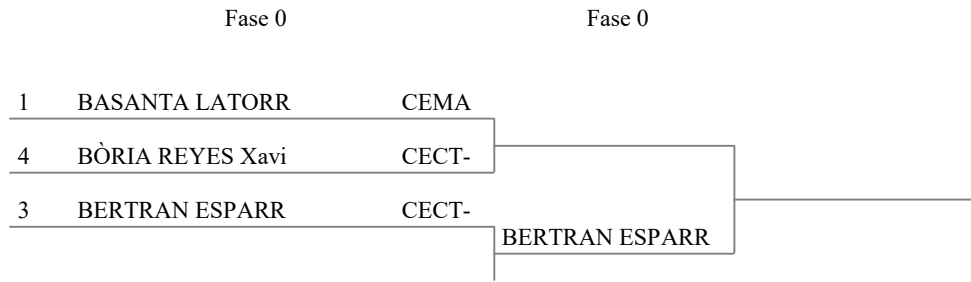 Fase 0 Fase 0
1 BASANTA LATORR CEMA
4 BÒRIA REYES Xavi CECT-
3 BERTRAN ESPARR CECT-
BERTRAN ESPARR